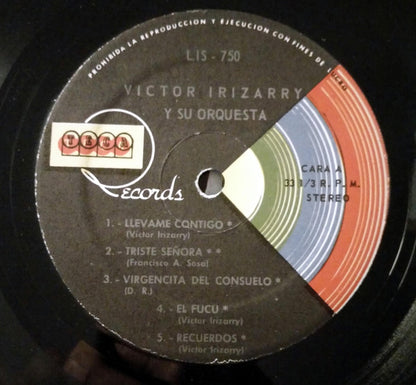 PROHIBIDA LA REPRODUCCION Y EJECUCION CON FINES DE LUCRO
LIS - 750
VICTOR IRIZARRY
Y SU ORQUESTA
TECA
Records
CARA A
33 1/3 R. P. M.
STEREO
1. - LLEVAME CONTIGO *
(Victor Irizarry)
2. - TRISTE SEÑORA * *
(Francisco A. Sosa)
3. - VIRGENCITA DEL CONSUELO *
(D. R.)
4. - EL FUCU *
(Victor Irizarry)
5. - RECUERDOS *
(Victor Irizarry)